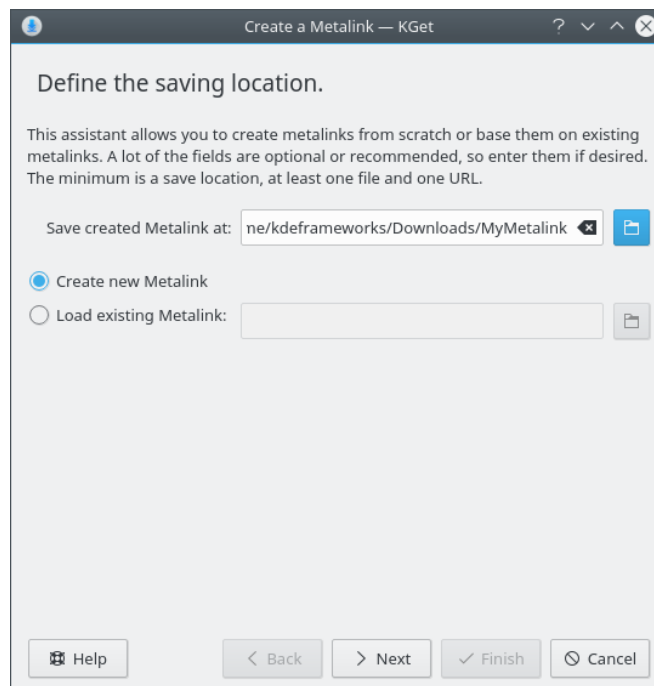 Create a Metalink — KGet
Define the saving location.
This assistant allows you to create metalinks from scratch or base them on existing
metalinks. A lot of the fields are optional or recommended, so enter them if desired.
The minimum is a save location, at least one file and one URL.
Save created Metalink at: ne/kdeframeworks/Downloads/MyMetalink
Create new Metalink
Load existing Metalink:
Help < Back > Next Finish Cancel